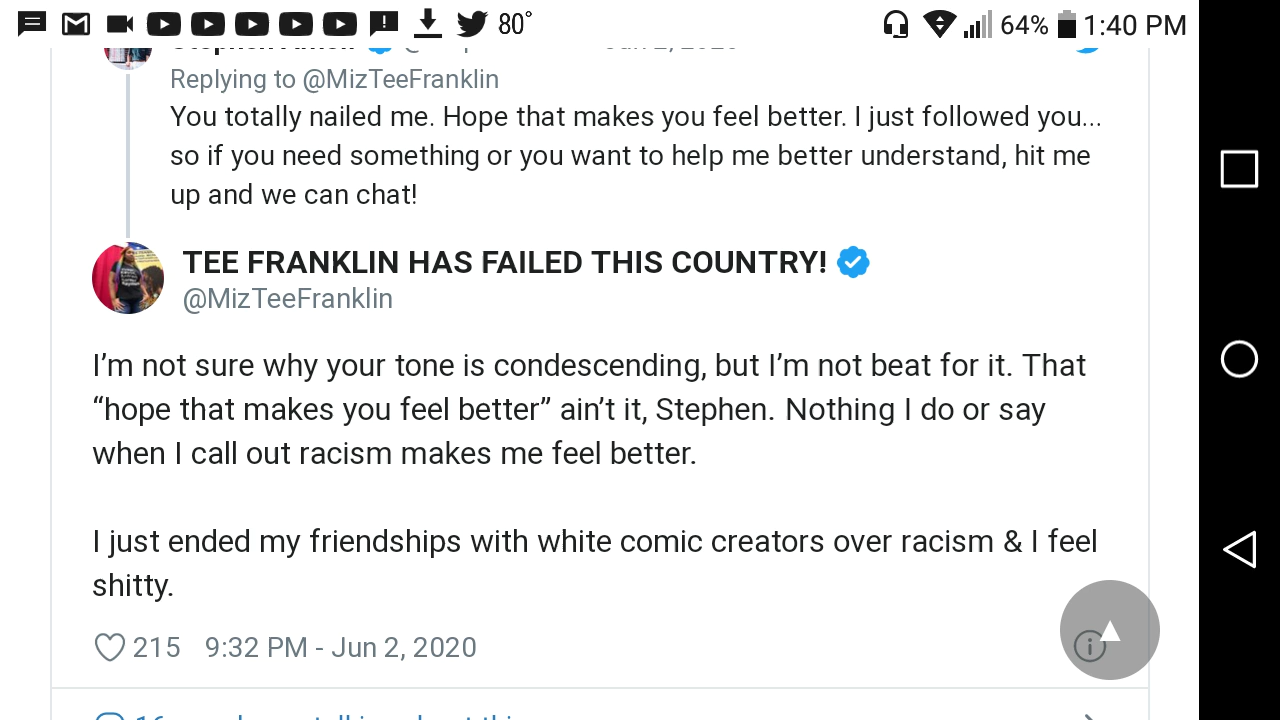 80°
64%
1:40 PM
Replying to @MizTeeFranklin
You totally nailed me. Hope that makes you feel better. I just followed you...
so if you need something or you want to help me better understand, hit me
up and we can chat!
TEE FRANKLIN HAS FAILED THIS COUNTRY!
@MizTeeFranklin
I’m not sure why your tone is condescending, but I’m not beat for it. That
“hope that makes you feel better” ain’t it, Stephen. Nothing I do or say
when I call out racism makes me feel better.
I just ended my friendships with white comic creators over racism & I feel
shitty.
215 9:32 PM - Jun 2, 2020